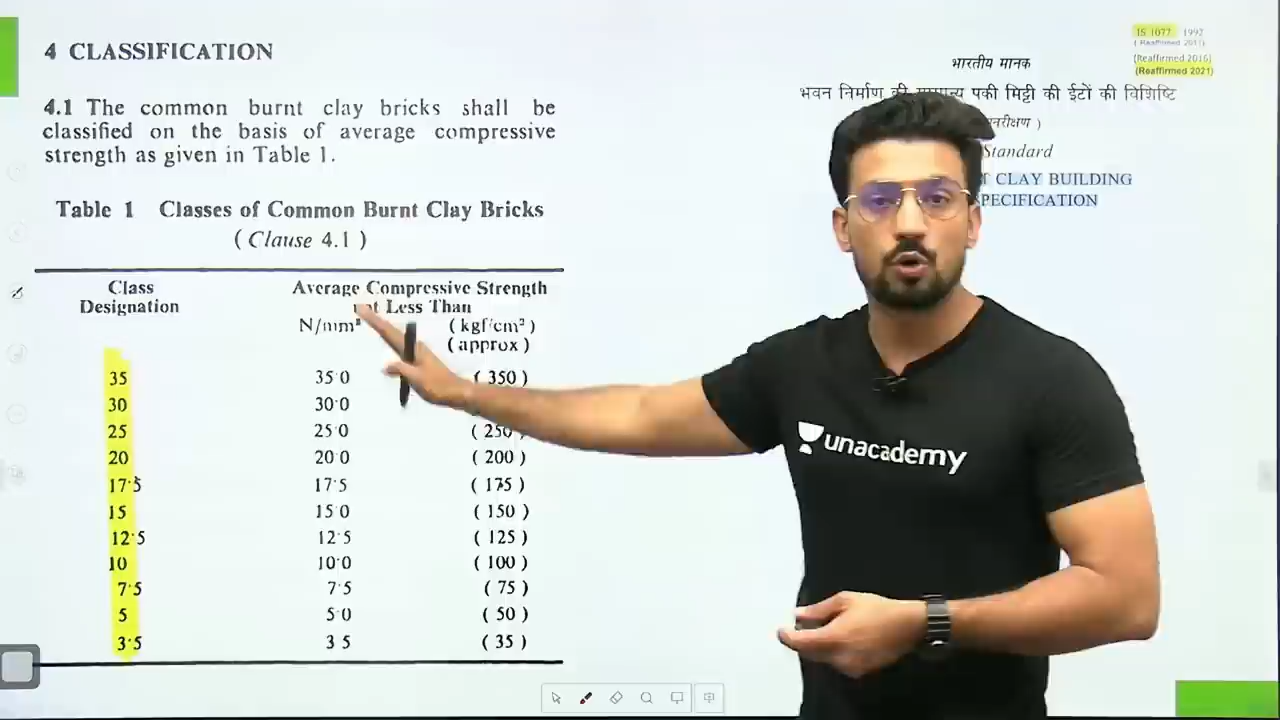 4 CLASSIFICATION
4.1 The common burnt clay bricks shall be
classified on the basis of average compressive
strength as given in Table 1.
Table 1 Classes of Common Burnt Clay Bricks
( Clause 4.1 )
Class
Designation
Average Compressive Strength
Less Than
N/mm²
( kgf/cm² )
( approx )
35 35·0 ( 350 )
30 30·0
25 25·0 ( 250
20 20·0 ( 200 )
17·5 17·5 ( 175 )
15 15·0 ( 150 )
12·5 12·5 ( 125 )
10 10·0 ( 100 )
7·5 7·5 ( 75 )
5 5·0 ( 50 )
3·5 3·5 ( 35 )
IS 1077 1992
(Reaffirmed 2016)
(Reaffirmed 2021)
भारतीय मानक
भवन निर्माण की पकी मिट्टी की ईटों की विशिष्टि
Standard
CLAY BUILDING
unacademy